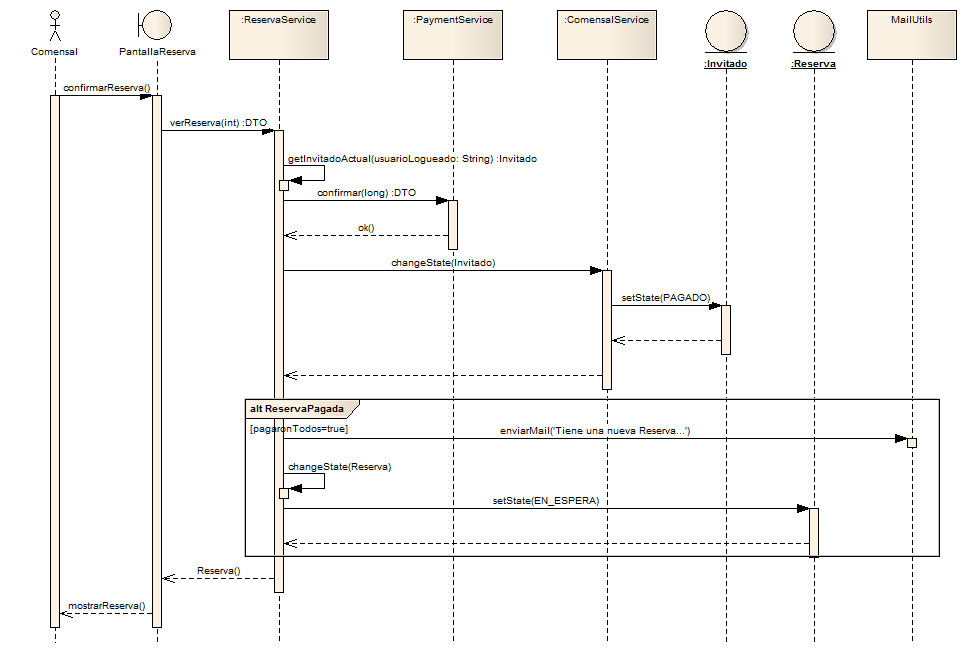 :ReservaService
:PaymentService
:ComensalService
MailUtils
Comensal
PantallaReserva
:Invitado
:Reserva
confirmarReserva()
verReserva(int) :DTO
getInvitadoActual(usuarioLogueado: String) :Invitado
confirmar(long) :DTO
ok()
changeState(Invitado)
setState(PAGADO)
alt ReservaPagada
[pagaronTodos=true]
enviarMail('Tiene una nueva Reserva...')
changeState(Reserva)
setState(EN_ESPERA)
Reserva()
mostrarReserva()